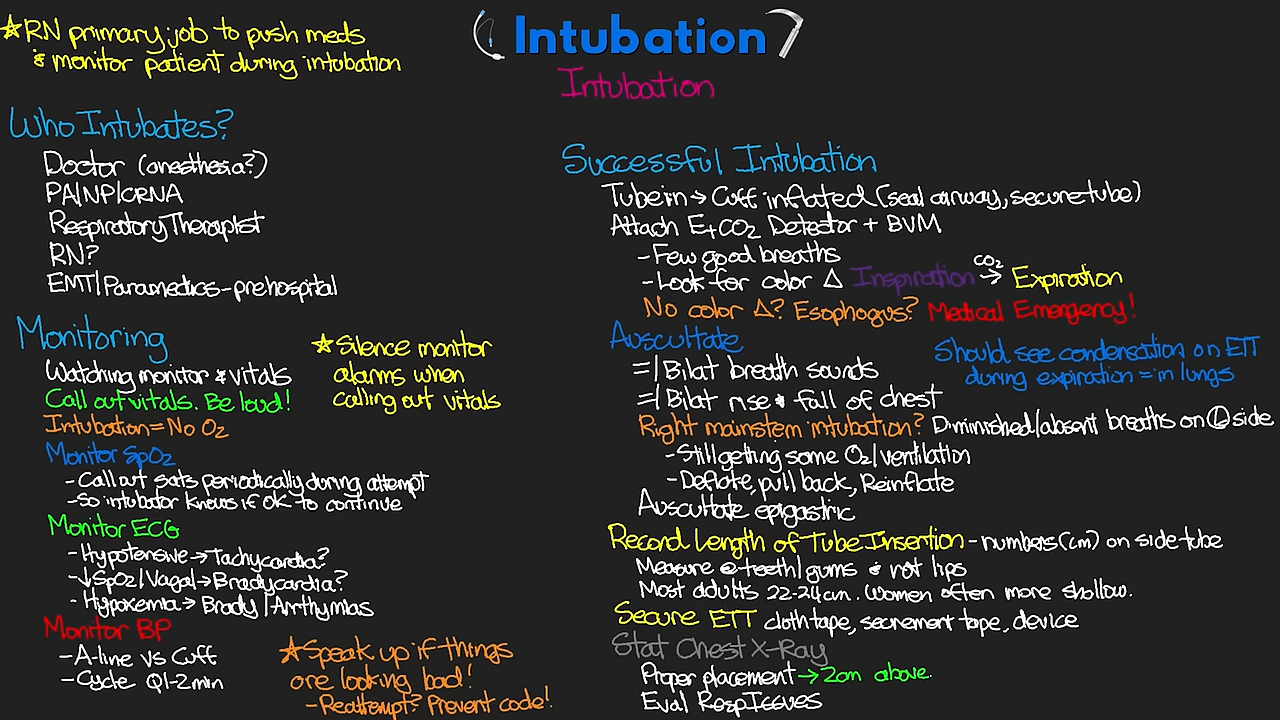 Intubation
☆RN primary job to push meds
& monitor patient during intubation
Intubation
Who Intubates?
Doctor (anesthesia?)
PA/NP/CRNA
Respiratory Therapist
RN?
EMT/Paramedics-prehospital
Monitoring
Watching monitor & vitals
Call out vitals. Be loud!
☆Silence monitor
alarms when
calling out vitals
Intubation=No O2
Monitor SpO2
-Call out sats periodically during attempt
-So intubator knows if OK to continue
Monitor ECG
-Hypotensive→Tachycardia?
-↓SpO2/Vagal→Bradycardia?
-Hypoxemia→Brady/Arrhythmias
Monitor BP
-A-line vs Cuff
-Cycle Q1-2min
☆Speak up if things
are looking bad!
-Reattempt? Prevent code!
Successful Intubation
Tube in→Cuff inflated (seal airway, secure tube)
Attach EtCO2 Detector + BVM
-Few good breaths
-Look for color Δ Inspiration CO2→ Expiration
No color Δ? Esophagus? Medical Emergency!
Auscultate
=/Bilat breath sounds
=/Bilat rise & fall of chest
Should see condensation on ETT
during expiration = in lungs
Right mainstem intubation? Diminished/absent breaths on Ⓛ side
-Still getting some O2/ventilation
-Deflate, pull back, Reinflate
Auscultate epigastric
Record Length of Tube Insertion - numbers (cm) on side tube
Measure @ teeth/gums & not lips
Most adults 22-24cm. Women often more shallow.
Secure ETT cloth tape, securement tape, device
Stat Chest X-Ray
Proper placement→2cm above.
Eval Resp Issues